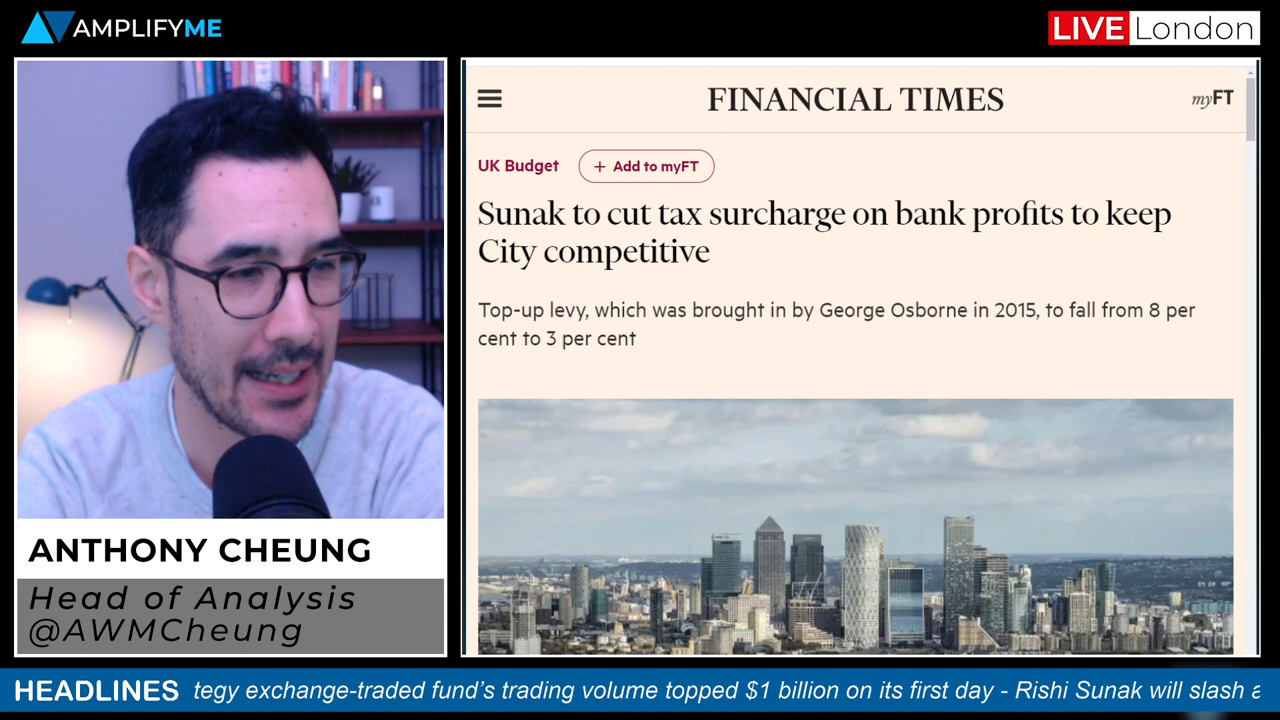 AMPLIFYME
LIVE London
FINANCIAL TIMES
myFT
UK Budget
+ Add to myFT
Sunak to cut tax surcharge on bank profits to keep
City competitive
Top-up levy, which was brought in by George Osborne in 2015, to fall from 8 per
cent to 3 per cent
ANTHONY CHEUNG
Head of Analysis
@AWMCheung
HEADLINES tegy exchange-traded fund's trading volume topped $1 billion on its first day - Rishi Sunak will slash a